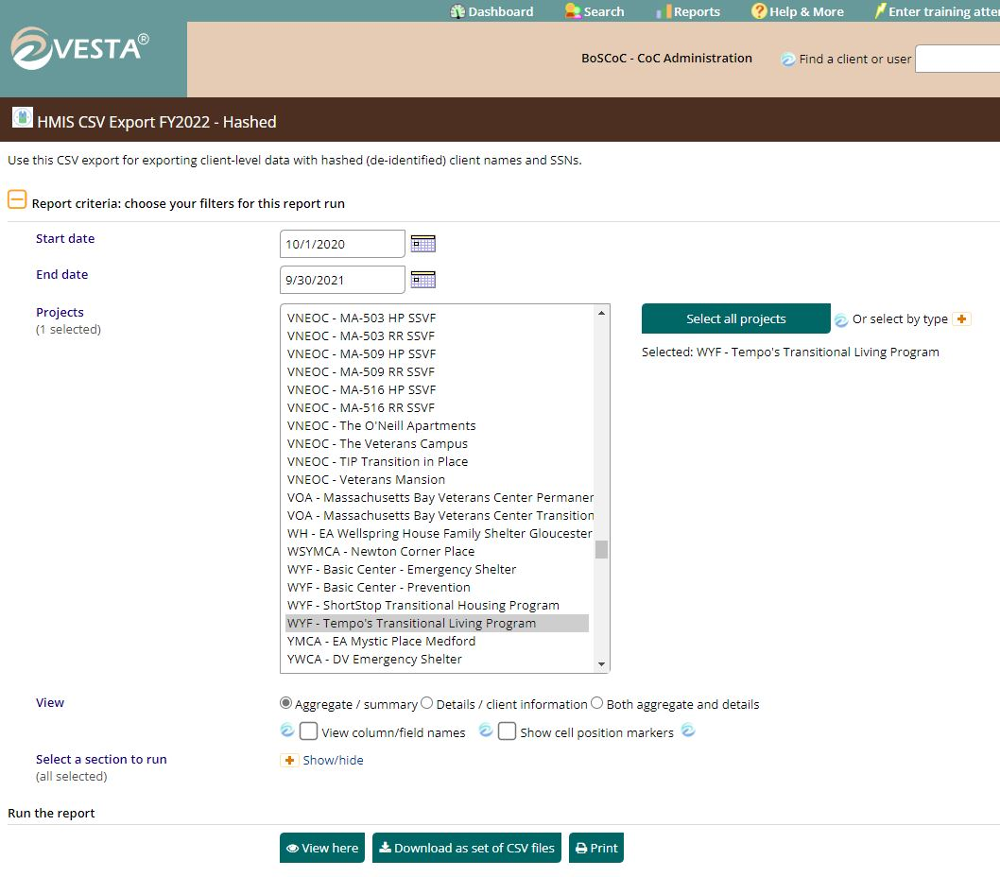 Dashboard Search Reports Help & More Enter training
VESTA®
BoSCoC - CoC Administration Find a client or user
HMIS CSV Export FY2022 - Hashed
Use this CSV export for exporting client-level data with hashed (de-identified) client names and SSNs.
Report criteria: choose your filters for this report run
Start date 10/1/2020
End date 9/30/2021
Projects
(1 selected)
VNEOC - MA-503 HP SSVF
VNEOC - MA-503 RR SSVF
VNEOC - MA-509 HP SSVF
VNEOC - MA-509 RR SSVF
VNEOC - MA-516 HP SSVF
VNEOC - MA-516 RR SSVF
VNEOC - The O'Neill Apartments
VNEOC - The Veterans Campus
VNEOC - TIP Transition in Place
VNEOC - Veterans Mansion
VOA - Massachusetts Bay Veterans Center Permaner
VOA - Massachusetts Bay Veterans Center Transition
WH - EA Wellspring House Family Shelter Gloucester
WSYMCA - Newton Corner Place
WYF - Basic Center - Emergency Shelter
WYF - Basic Center - Prevention
WYF - ShortStop Transitional Housing Program
WYF - Tempo's Transitional Living Program
YMCA - EA Mystic Place Medford
YWCA - DV Emergency Shelter
Select all projects Or select by type
Selected: WYF - Tempo's Transitional Living Program
View Aggregate / summary Details / client information Both aggregate and details
View column/field names Show cell position markers
Select a section to run Show/hide
(all selected)
Run the report
View here Download as set of CSV files Print